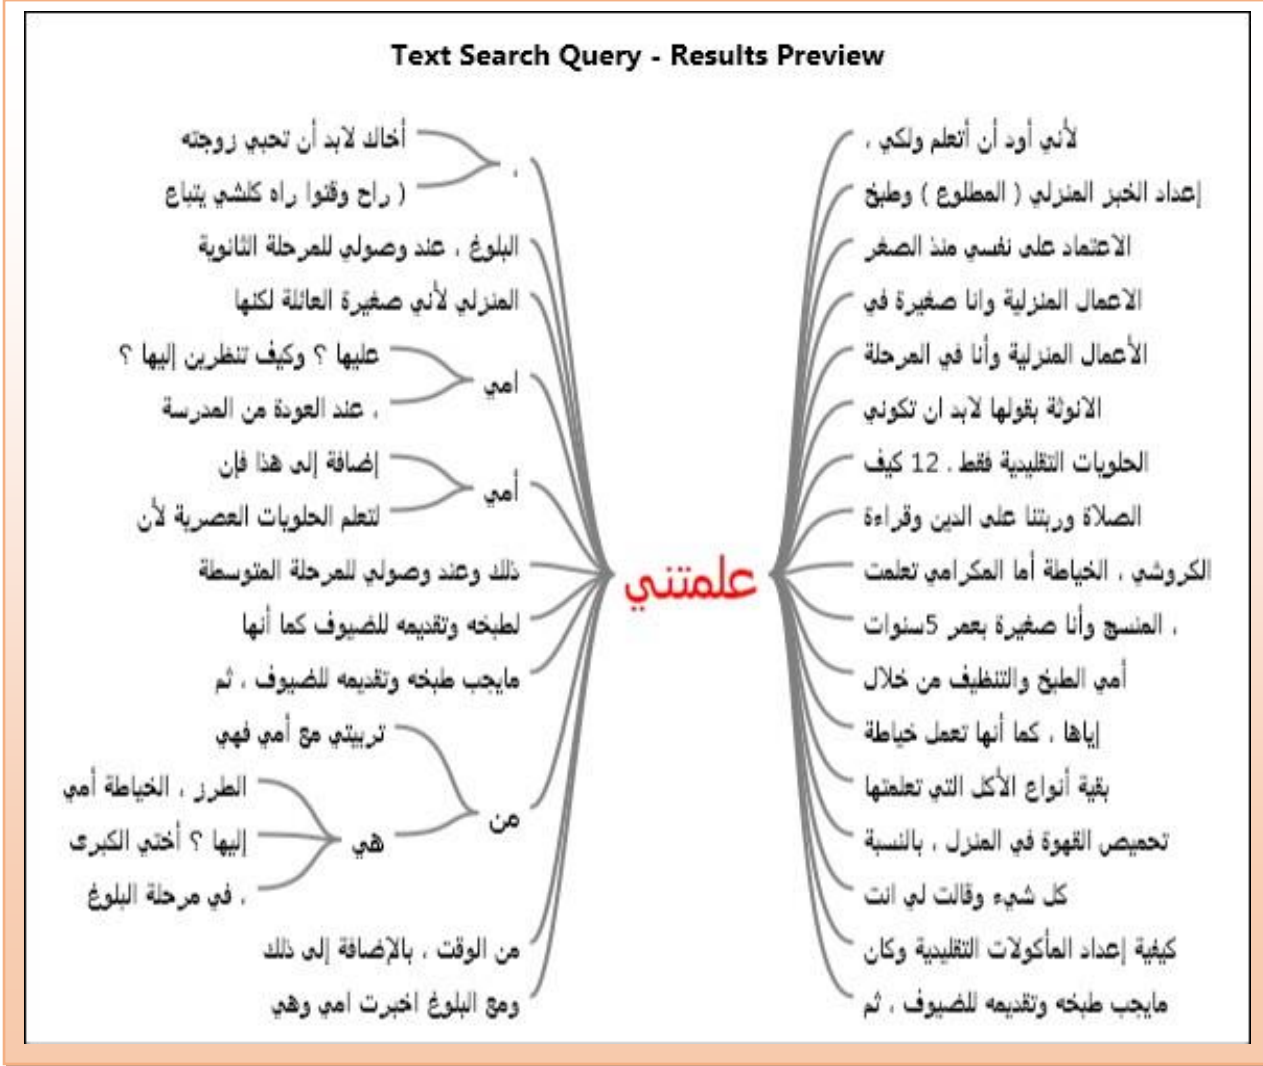 Text Search Query - Results Preview
لأني أود أن أتعلم ولكي ،
إعداد الخبز المنزلي ( المطلوع ) وطبخ
الاعتماد على نفسي منذ الصغر
الاعمال المنزلية وانا صغيرة في
الأعمال المنزلية وأنا في المرحلة
الانوثة بقولها لابد ان تكوني
الحلويات التقليدية فقط . 12 كيف
الصلاة وربتنا على الدين وقراءة
الكروشي ، الخياطة أما المكرامي تعلمت
، المنسج وأنا صغيرة بعمر 5سنوات
أمي الطبخ والتنظيف من خلال
إياها ، كما أنها تعمل خياطة
بقية أنواع الأكل التي تعلمتها
تحميص القهوة في المنزل ، بالنسبة
كل شيء وقالت لي انت
كيفية إعداد المأكولات التقليدية وكان
مايجب طبخه وتقديمه للضيوف ، ثم
علمتني
،
أخاك لابد أن تحبي زوجته
( راح وقتوا راه كلشي يتباع
البلوغ ، عند وصولي للمرحلة الثانوية
المنزلي لأني صغيرة العائلة لكنها
امي
عليها ؟ وكيف تنظرين إليها ؟
، عند العودة من المدرسة
أمي
إضافة إلى هذا فإن
لتعلم الحلويات العصرية لأن
ذلك وعند وصولي للمرحلة المتوسطة
لطبخه وتقديمه للضيوف كما أنها
مايجب طبخه وتقديمه للضيوف ، ثم
من
تربيتي مع أمي فهي
هي
الطرز ، الخياطة أمي
إليها ؟ أختي الكبرى
، في مرحلة البلوغ
من الوقت ، بالإضافة إلى ذلك
ومع البلوغ اخبرت امي وهي